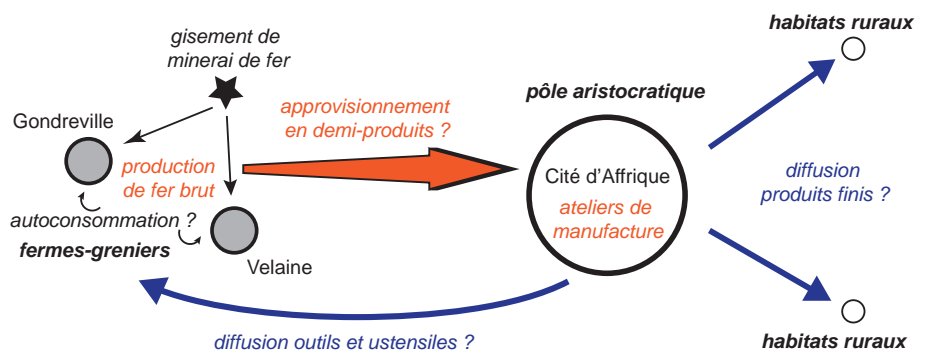 habitats ruraux
gisement de
minerai de fer
pôle aristocratique
approvisionnement
en demi-produits ?
Gondreville
production
de fer brut
Cité d'Affrique
ateliers de
manufacture
diffusion
produits finis ?
autoconsommation ?
fermes-greniers
Velaine
diffusion outils et ustensiles ?
habitats ruraux